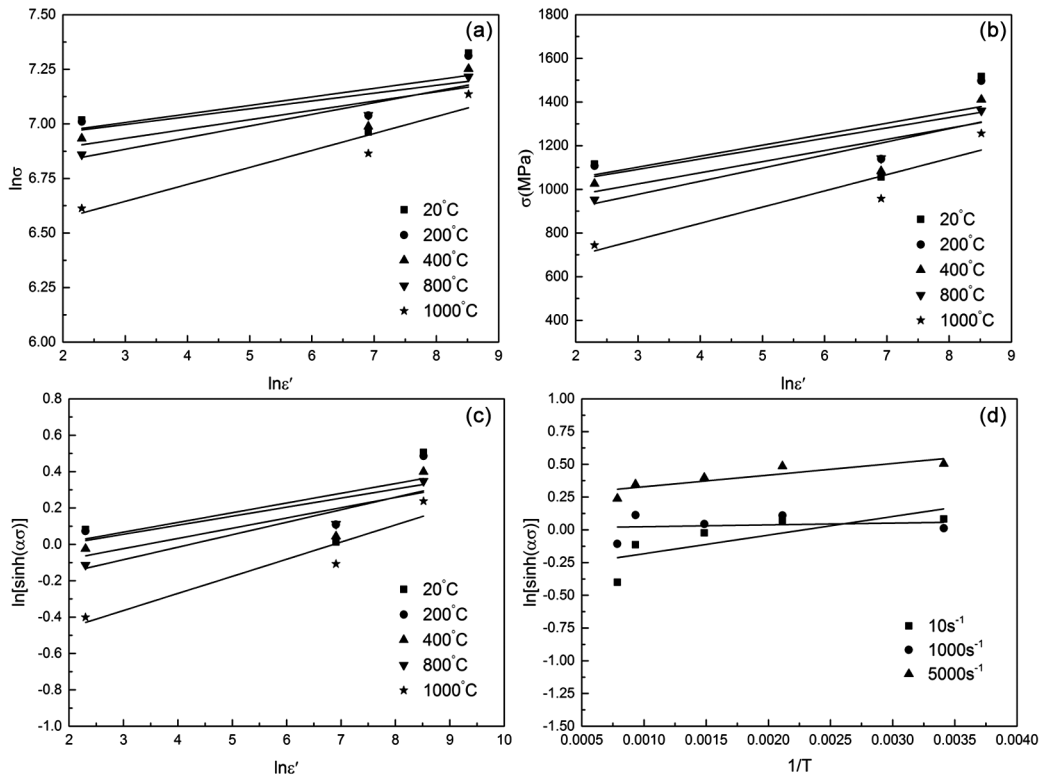 (a)
7.50
7.25
7.00
6.75
6.50
6.25
6.00
lnσ
20°C
200°C
400°C
800°C
1000°C
2 3 4 5 6 7 8 9
lnε′
(b)
1800
1600
1400
1200
1000
800
600
400
σ(MPa)
20°C
200°C
400°C
800°C
1000°C
2 3 4 5 6 7 8 9
lnε′
(c)
0.8
0.6
0.4
0.2
0.0
-0.2
-0.4
-0.6
-0.8
-1.0
ln[sinh(ασ)]
20°C
200°C
400°C
800°C
1000°C
2 3 4 5 6 7 8 9 10
lnε′
(d)
1.00
0.75
0.50
0.25
0.00
-0.25
-0.50
-0.75
-1.00
-1.25
-1.50
ln[sinh(ασ)]
10s⁻¹
1000s⁻¹
5000s⁻¹
0.0005 0.0010 0.0015 0.0020 0.0025 0.0030 0.0035 0.0040
1/T